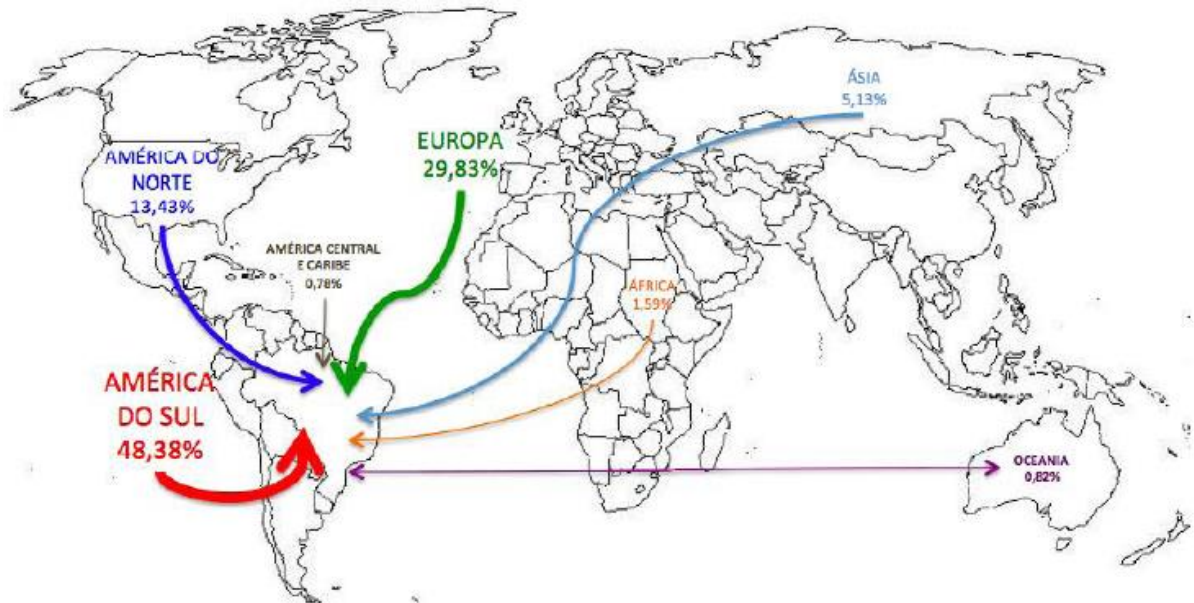 ÁSIA
5,13%
EUROPA
29,83%
AMÉRICA DO
NORTE
13,43%
AMÉRICA CENTRAL
E CARIBE
0,78%
ÁFRICA
1,59%
AMÉRICA
DO SUL
48,38%
OCEANIA
0,82%